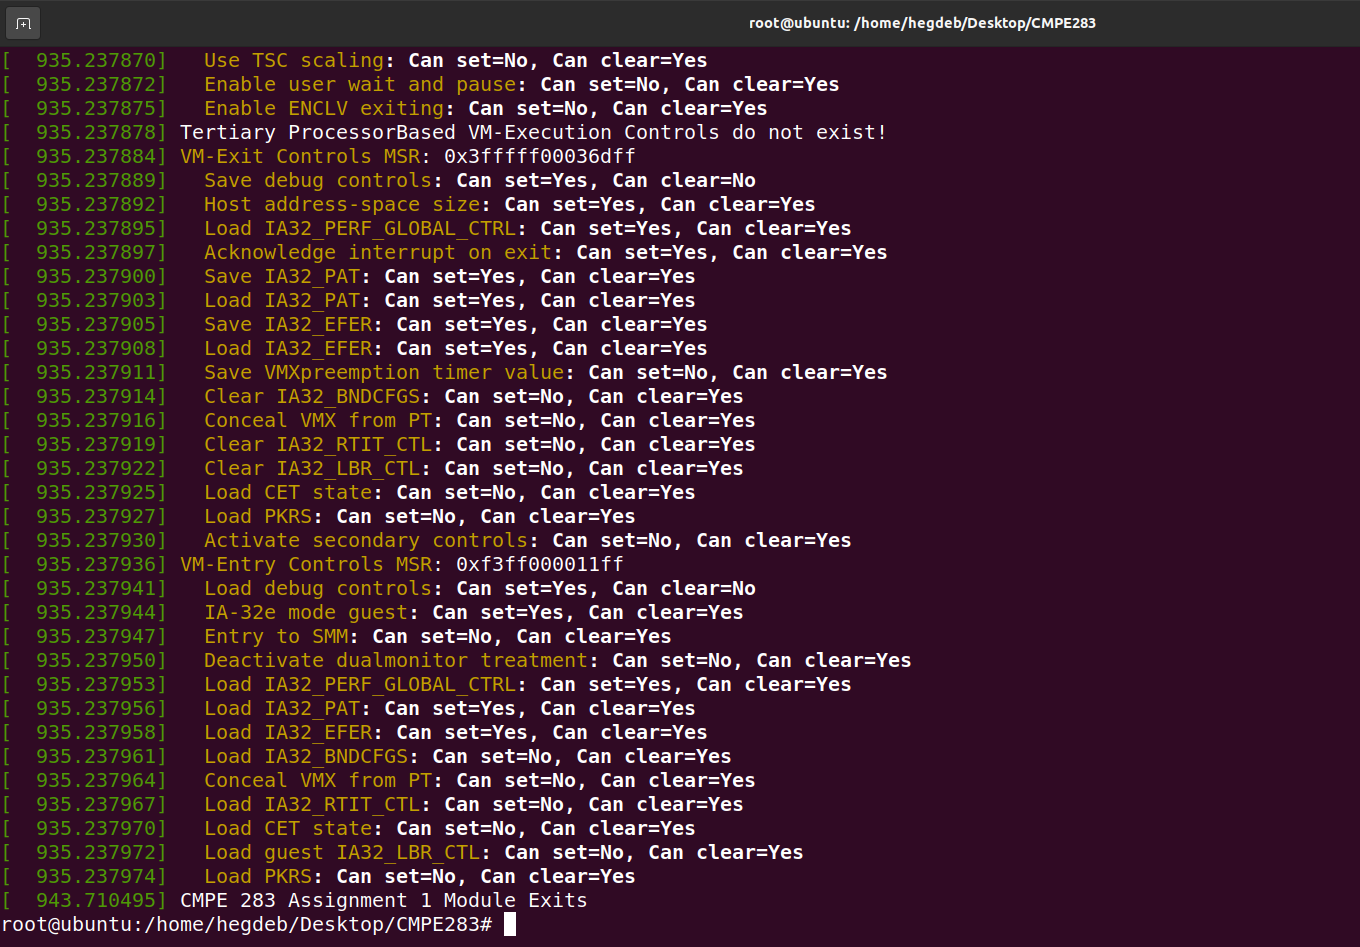 root@ubuntu: /home/hegdeb/Desktop/CMPE283
[  935.237870]   Use TSC scaling: Can set=No, Can clear=Yes
[  935.237872]   Enable user wait and pause: Can set=No, Can clear=Yes
[  935.237875]   Enable ENCLV exiting: Can set=No, Can clear=Yes
[  935.237878] Tertiary ProcessorBased VM-Execution Controls do not exist!
[  935.237884] VM-Exit Controls MSR: 0x3fffff00036dff
[  935.237889]   Save debug controls: Can set=Yes, Can clear=No
[  935.237892]   Host address-space size: Can set=Yes, Can clear=Yes
[  935.237895]   Load IA32_PERF_GLOBAL_CTRL: Can set=Yes, Can clear=Yes
[  935.237897]   Acknowledge interrupt on exit: Can set=Yes, Can clear=Yes
[  935.237900]   Save IA32_PAT: Can set=Yes, Can clear=Yes
[  935.237903]   Load IA32_PAT: Can set=Yes, Can clear=Yes
[  935.237905]   Save IA32_EFER: Can set=Yes, Can clear=Yes
[  935.237908]   Load IA32_EFER: Can set=Yes, Can clear=Yes
[  935.237911]   Save VMXpreemption timer value: Can set=No, Can clear=Yes
[  935.237914]   Clear IA32_BNDCFGS: Can set=No, Can clear=Yes
[  935.237916]   Conceal VMX from PT: Can set=No, Can clear=Yes
[  935.237919]   Clear IA32_RTIT_CTL: Can set=No, Can clear=Yes
[  935.237922]   Clear IA32_LBR_CTL: Can set=No, Can clear=Yes
[  935.237925]   Load CET state: Can set=No, Can clear=Yes
[  935.237927]   Load PKRS: Can set=No, Can clear=Yes
[  935.237930]   Activate secondary controls: Can set=No, Can clear=Yes
[  935.237936] VM-Entry Controls MSR: 0xf3ff000011ff
[  935.237941]   Load debug controls: Can set=Yes, Can clear=No
[  935.237944]   IA-32e mode guest: Can set=Yes, Can clear=Yes
[  935.237947]   Entry to SMM: Can set=No, Can clear=Yes
[  935.237950]   Deactivate dualmonitor treatment: Can set=No, Can clear=Yes
[  935.237953]   Load IA32_PERF_GLOBAL_CTRL: Can set=Yes, Can clear=Yes
[  935.237956]   Load IA32_PAT: Can set=Yes, Can clear=Yes
[  935.237958]   Load IA32_EFER: Can set=Yes, Can clear=Yes
[  935.237961]   Load IA32_BNDCFGS: Can set=No, Can clear=Yes
[  935.237964]   Conceal VMX from PT: Can set=No, Can clear=Yes
[  935.237967]   Load IA32_RTIT_CTL: Can set=No, Can clear=Yes
[  935.237970]   Load CET state: Can set=No, Can clear=Yes
[  935.237972]   Load guest IA32_LBR_CTL: Can set=No, Can clear=Yes
[  935.237974]   Load PKRS: Can set=No, Can clear=Yes
[  943.710495] CMPE 283 Assignment 1 Module Exits
root@ubuntu:/home/hegdeb/Desktop/CMPE283#